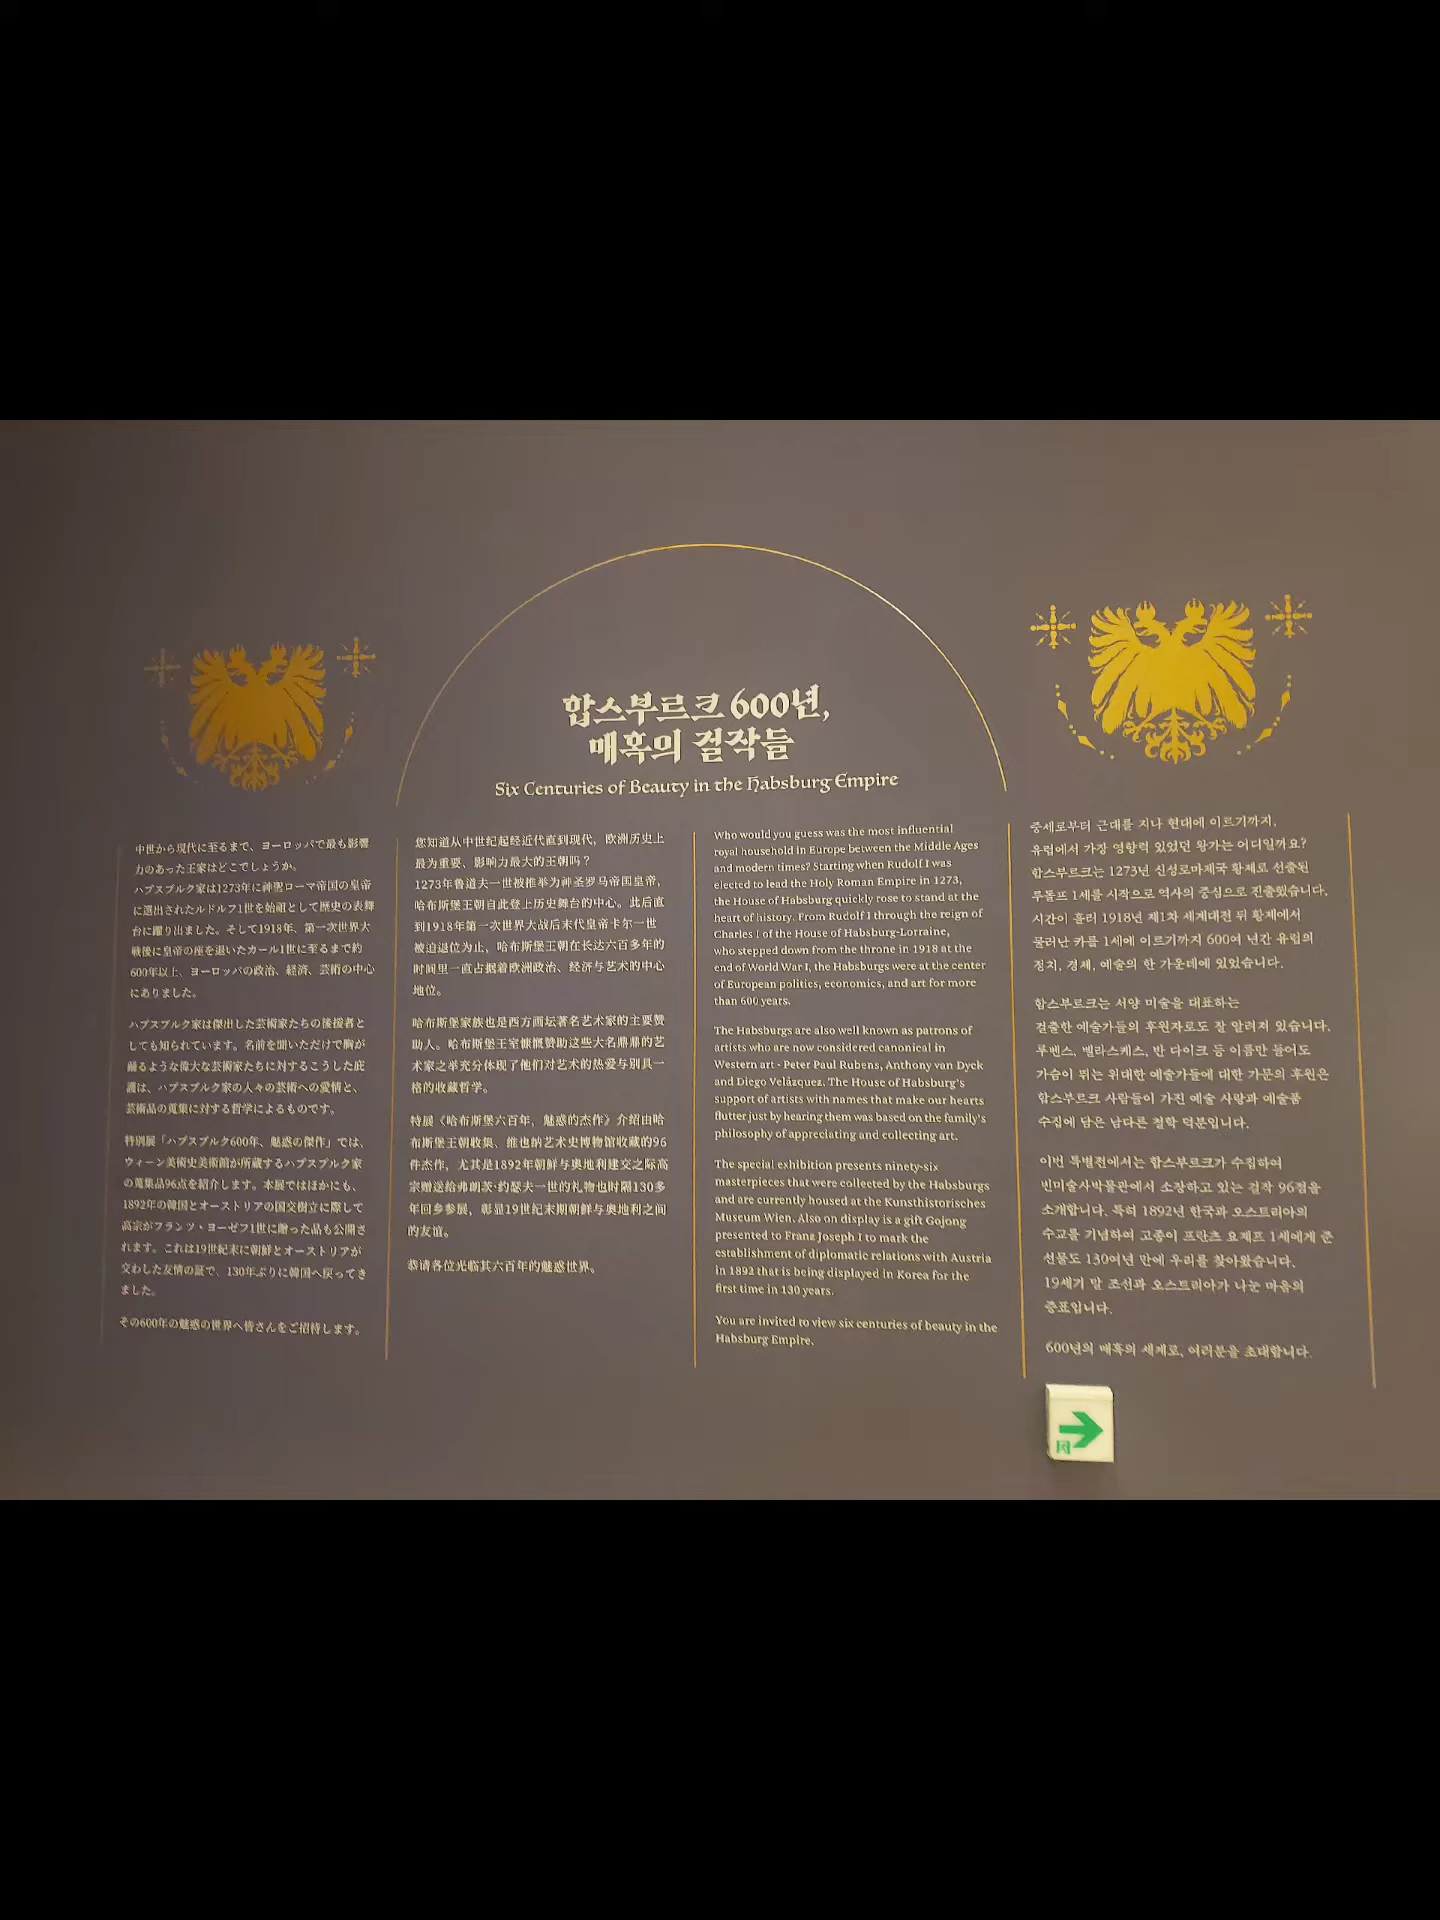 합스부르크 600년,
매혹의 걸작들
Six Centuries of Beauty in the Habsburg Empire
中世から現代に至るまで、ヨーロッパで最も影響
力のあった王家はどこでしょうか。
ハプスブルク家は1273年に神聖ローマ帝国の皇帝
に選出されたルドルフ1世を始祖として歴史の表舞
台に躍り出ました。そして1918年、第一次世界大
戦後に皇帝の座を退いたカール1世に至るまで約
600年以上、ヨーロッパの政治、経済、芸術の中心
にありました。
ハプスブルク家は傑出した芸術家たちの後援者と
しても知られています。名前を聞いただけで胸が
踊るような偉大な芸術家たちに対するこうした庇
護は、ハプスブルク家の人々の芸術への愛情と、
芸術品の蒐集に対する哲学によるものです。
特別展「ハプスブルク600年、魅惑の傑作」では、
ウィーン美術史美術館が所蔵するハプスブルク家
の蒐集品96点を紹介します。本展ではほかにも、
1892年の韓国とオーストリアの国交樹立に際して
高宗がフランツ・ヨーゼフ1世に贈った品も公開さ
れます。これは19世紀末に朝鮮とオーストリアが
交わした友情の証で、130年ぶりに韓国へ戻ってき
ました。
その600年の魅惑の世界へ皆さんをご招待します。
您知道从中世纪起经近代直到现代，欧洲历史上
最为重要、影响力最大的王朝吗？
1273年鲁道夫一世被推举为神圣罗马帝国皇帝，
哈布斯堡王朝自此登上历史舞台的中心。此后直
到1918年第一次世界大战后末代皇帝卡尔一世
被迫退位为止，哈布斯堡王朝在长达六百多年的
时间里一直占据着欧洲政治、经济与艺术的中心
地位。
哈布斯堡家族也是西方画坛著名艺术家的主要赞
助人。哈布斯堡王室慷慨赞助这些大名鼎鼎的艺
术家之举充分体现了他们对艺术的热爱与别具一
格的收藏哲学。
特展《哈布斯堡六百年，魅惑的杰作》介绍由哈
布斯堡王朝收集、维也纳艺术史博物馆收藏的96
件杰作，尤其是1892年朝鲜与奥地利建交之际高
宗赠送给弗朗茨·约瑟夫一世的礼物也时隔130多
年回乡参展，彰显19世纪末期朝鲜与奥地利之间
的友谊。
恭请各位光临其六百年的魅惑世界。
Who would you guess was the most influential
royal household in Europe between the Middle Ages
and modern times? Starting when Rudolf I was
elected to lead the Holy Roman Empire in 1273,
the House of Habsburg quickly rose to stand at the
heart of history. From Rudolf I through the reign of
Charles I of the House of Habsburg-Lorraine,
who stepped down from the throne in 1918 at the
end of World War I, the Habsburgs were at the center
of European politics, economics, and art for more
than 600 years.
The Habsburgs are also well known as patrons of
artists who are now considered canonical in
Western art - Peter Paul Rubens, Anthony van Dyck
and Diego Velázquez. The House of Habsburg's
support of artists with names that make our hearts
flutter just by hearing them was based on the family's
philosophy of appreciating and collecting art.
The special exhibition presents ninety-six
masterpieces that were collected by the Habsburgs
and are currently housed at the Kunsthistorisches
Museum Wien. Also on display is a gift Gojong
presented to Franz Joseph I to mark the
establishment of diplomatic relations with Austria
in 1892 that is being displayed in Korea for the
first time in 130 years.
You are invited to view six centuries of beauty in the
Habsburg Empire.
중세로부터 근대를 지나 현대에 이르기까지,
유럽에서 가장 영향력 있었던 왕가는 어디일까요?
합스부르크는 1273년 신성로마제국 황제로 선출된
루돌프 1세를 시작으로 역사의 중심으로 진출했습니다.
시간이 흘러 1918년 제1차 세계대전 뒤 황제에서
물러난 카를 1세에 이르기까지 600여 년간 유럽의
정치, 경제, 예술의 한 가운데에 있었습니다.
합스부르크는 서양 미술을 대표하는
걸출한 예술가들의 후원자로도 잘 알려져 있습니다.
루벤스, 벨라스케스, 반 다이크 등 이름만 들어도
가슴이 뛰는 위대한 예술가들에 대한 가문의 후원은
합스부르크 사람들이 가진 예술 사랑과 예술품
수집에 담은 남다른 철학 덕분입니다.
이번 특별전에서는 합스부르크가 수집하여
빈미술사박물관에서 소장하고 있는 걸작 96점을
소개합니다. 특히 1892년 한국과 오스트리아의
수교를 기념하여 고종이 프란츠 요제프 1세에게 준
선물도 130여년 만에 우리를 찾아왔습니다.
19세기 말 조선과 오스트리아가 나눈 마음의
증표입니다.
600년의 매혹의 세계로, 여러분을 초대합니다.